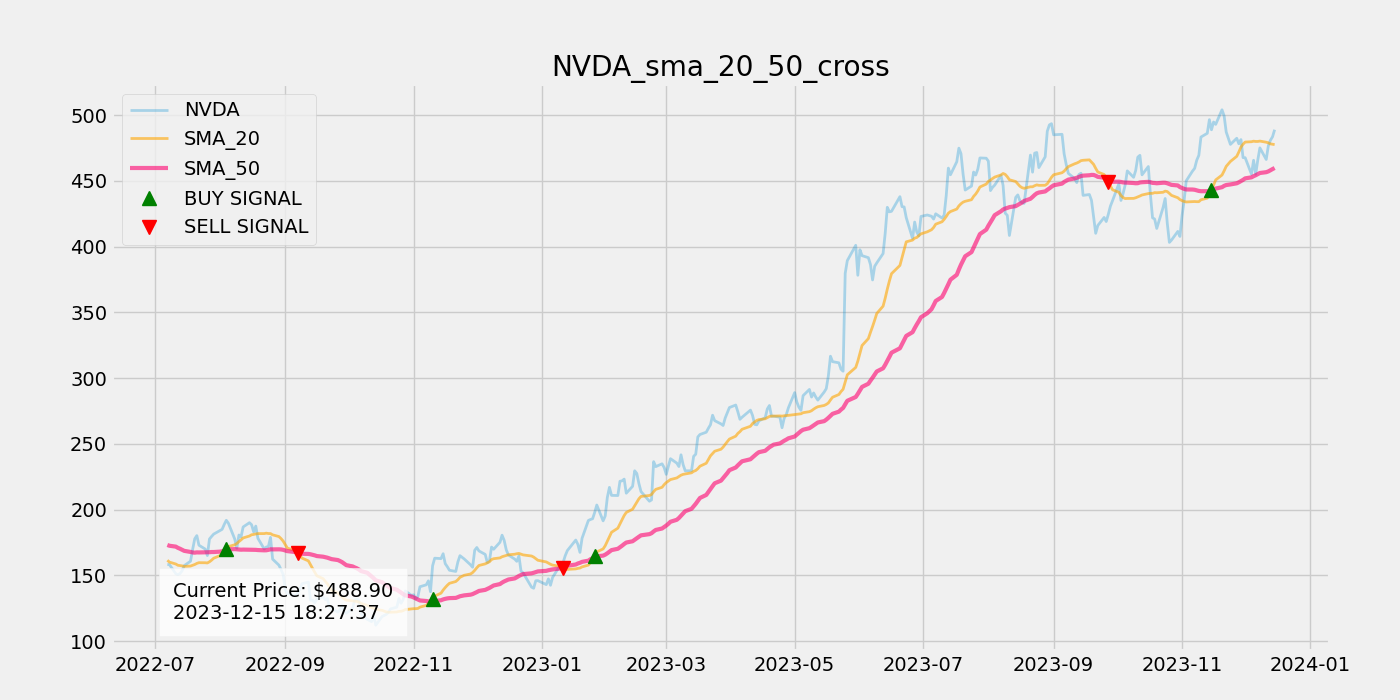 NVDA_sma_20_50_cross
NVDA
SMA_20
SMA_50
BUY SIGNAL
SELL SIGNAL
500
450
400
350
300
250
200
150
100
Current Price: $488.90
2023-12-15 18:27:37
2022-07 2022-09 2022-11 2023-01 2023-03 2023-05 2023-07 2023-09 2023-11 2024-01